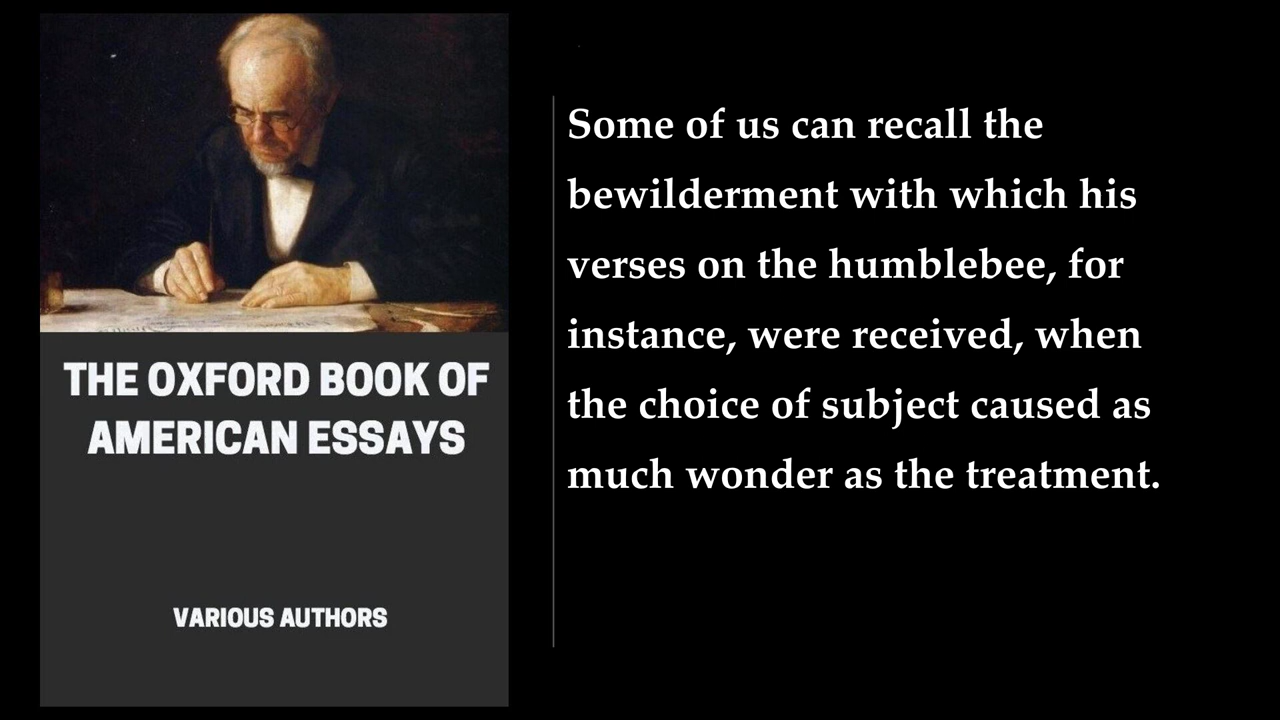 THE OXFORD BOOK OF
AMERICAN ESSAYS
VARIOUS AUTHORS
Some of us can recall the
bewilderment with which his
verses on the humblebee, for
instance, were received, when
the choice of subject caused as
much wonder as the treatment.